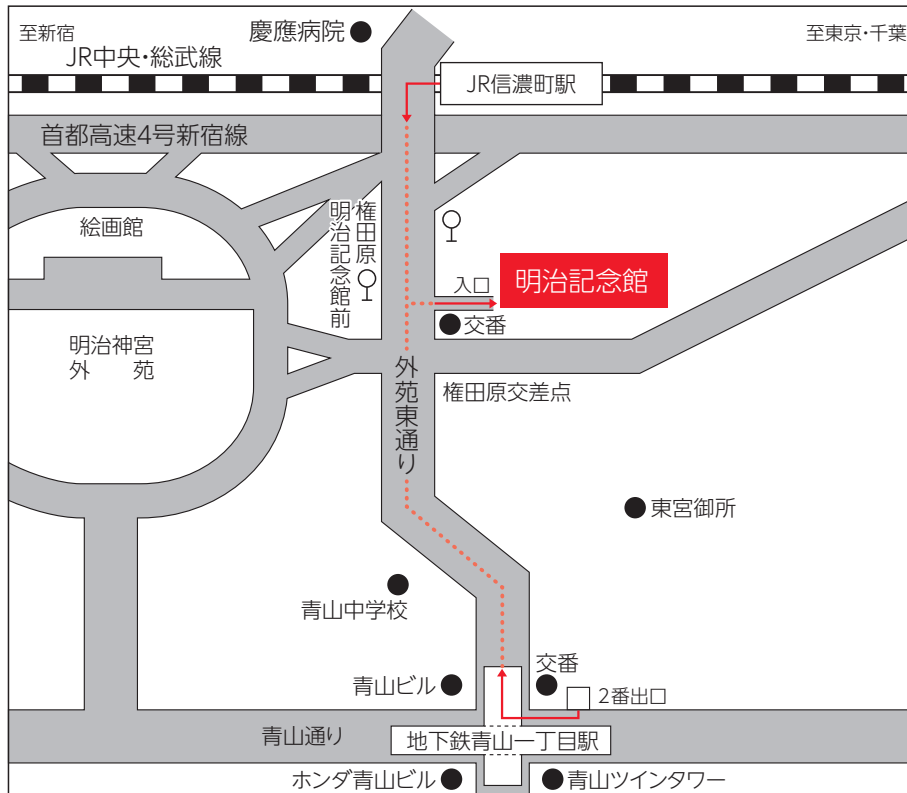 至新宿
慶應病院
至東京・千葉
JR中央・総武線
JR信濃町駅
首都高速4号新宿線
絵画館
権田原
明治記念館前
入口
明治記念館
交番
明治神宮
外　苑
外苑東通り
権田原交差点
東宮御所
青山中学校
交番
青山ビル
2番出口
青山通り
地下鉄青山一丁目駅
ホンダ青山ビル
青山ツインタワー